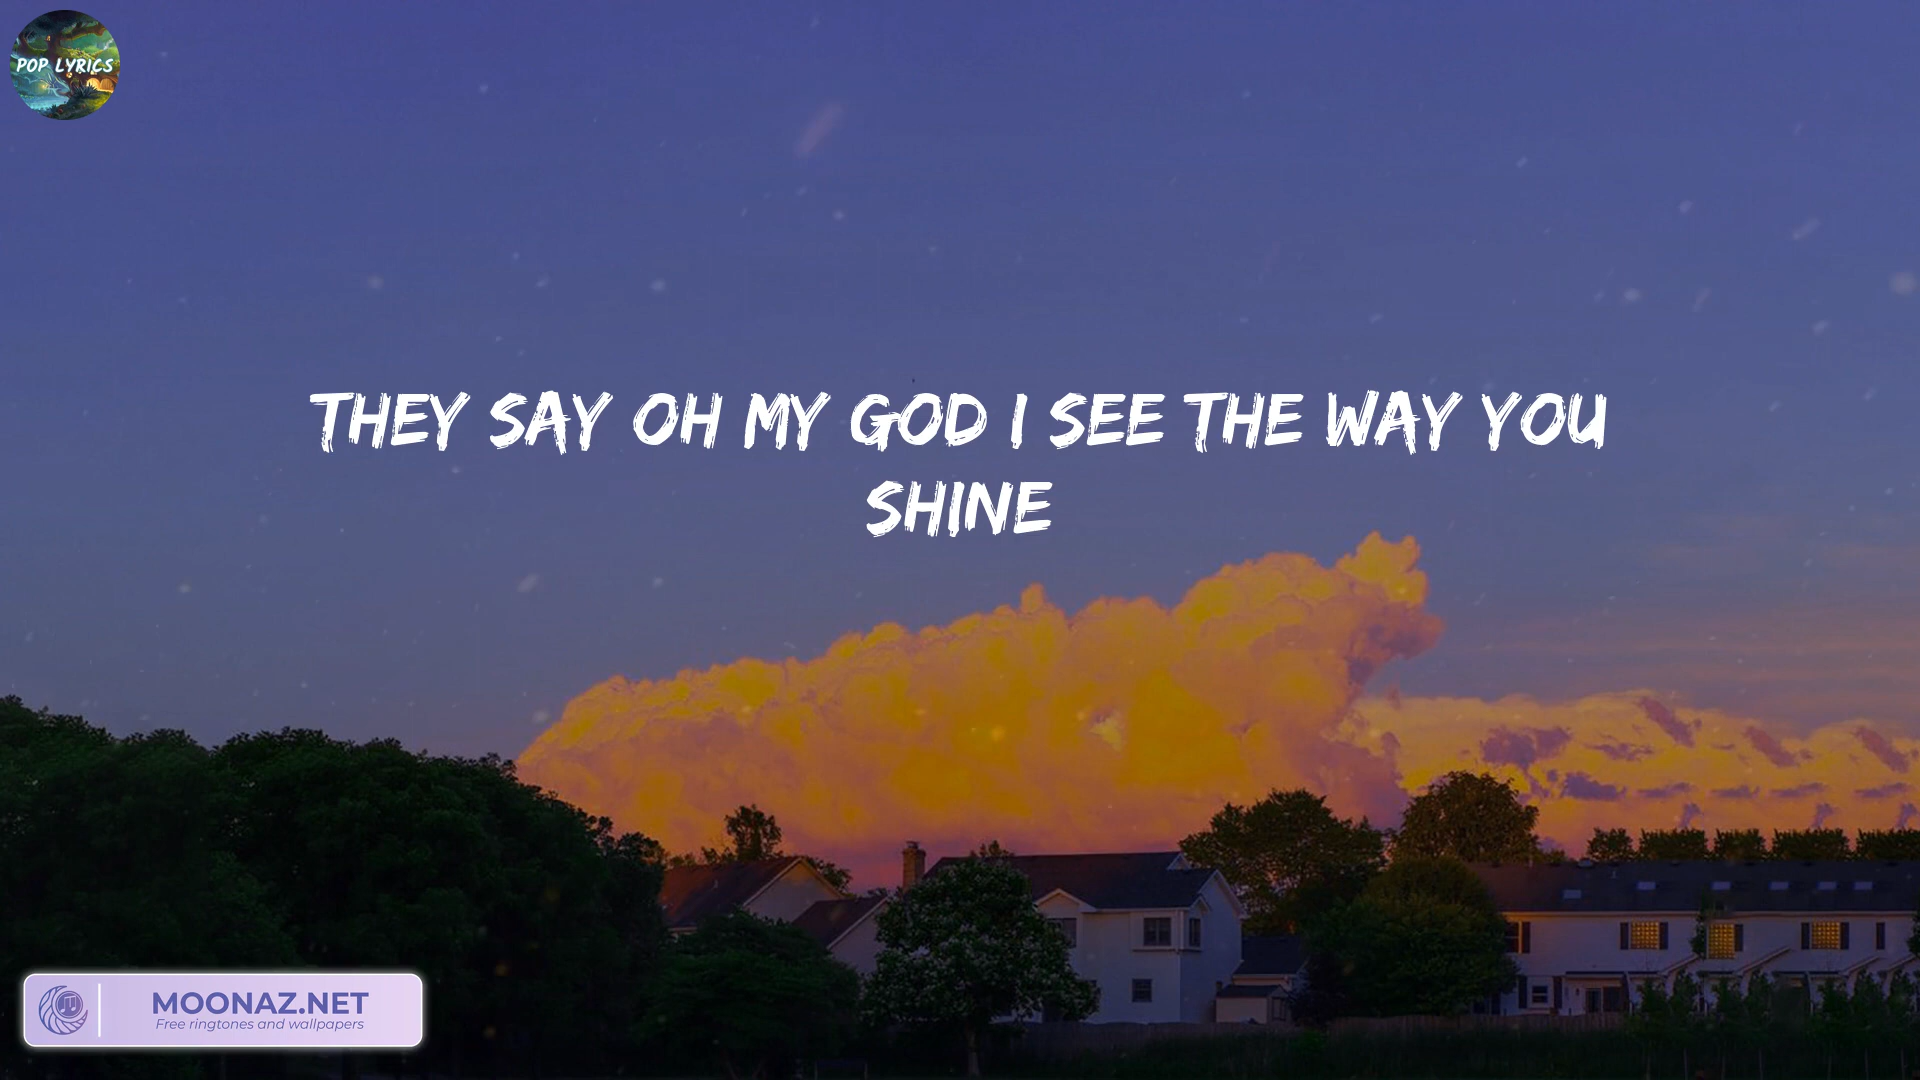 POP LYRICS
THEY SAY OH MY GOD I SEE THE WAY YOU
SHINE
MOONAZ.NET
Free ringtones and wallpapers